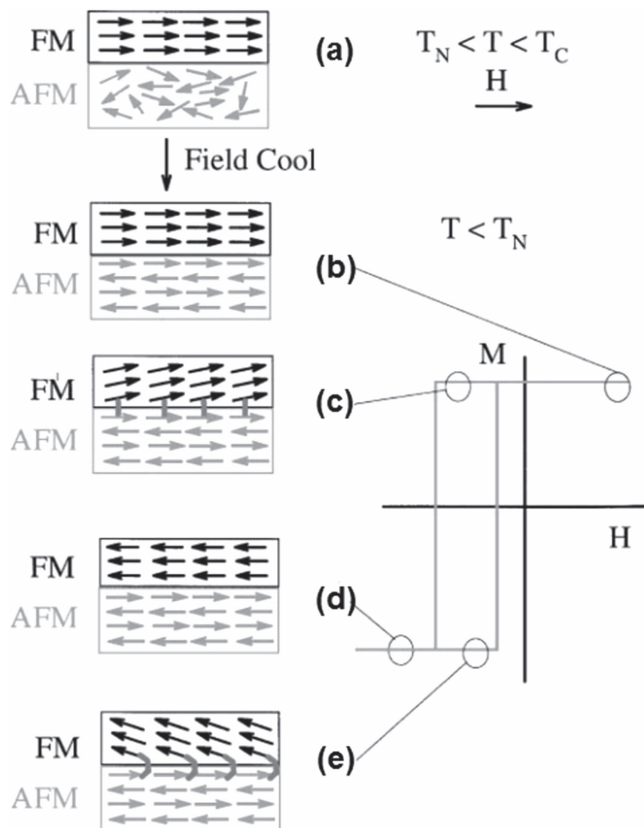 FM (a) T_N < T < T_C
AFM H
Field Cool
FM T < T_N
AFM (b)
M
FM (c)
AFM
H
FM (d)
AFM
FM (e)
AFM